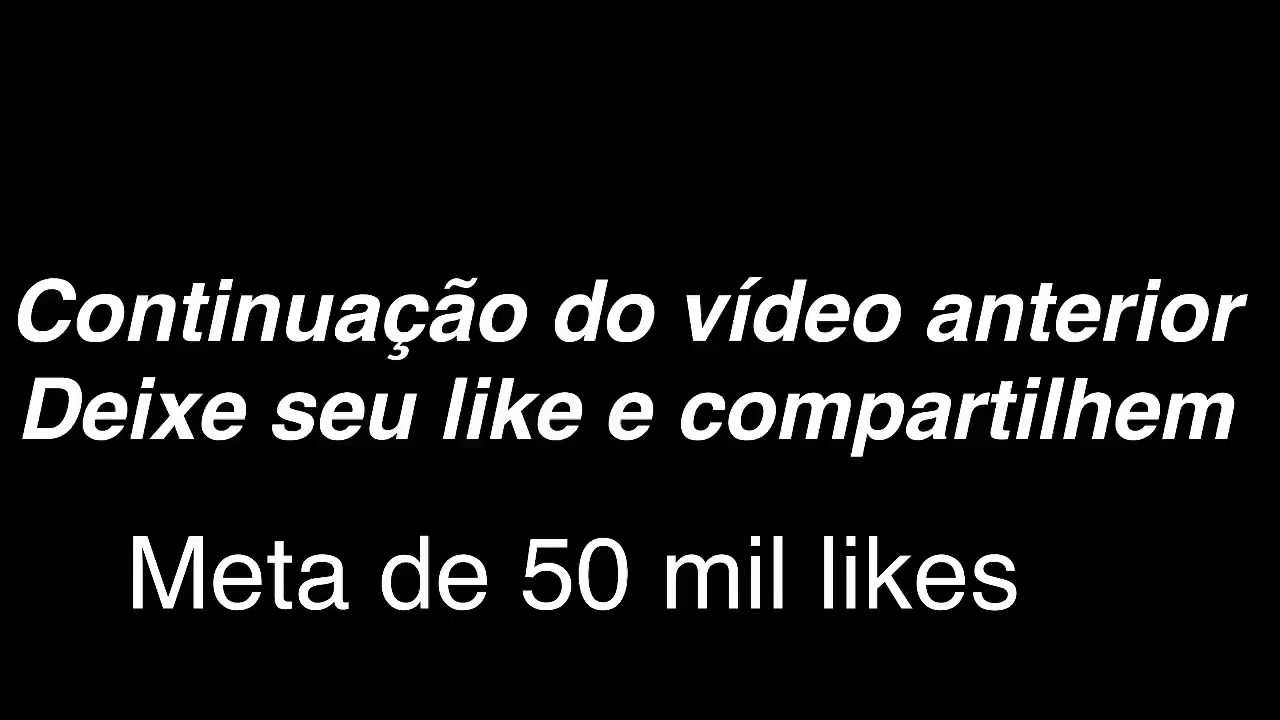 Continuação do vídeo anterior
Deixe seu like e compartilhem
Meta de 50 mil likes